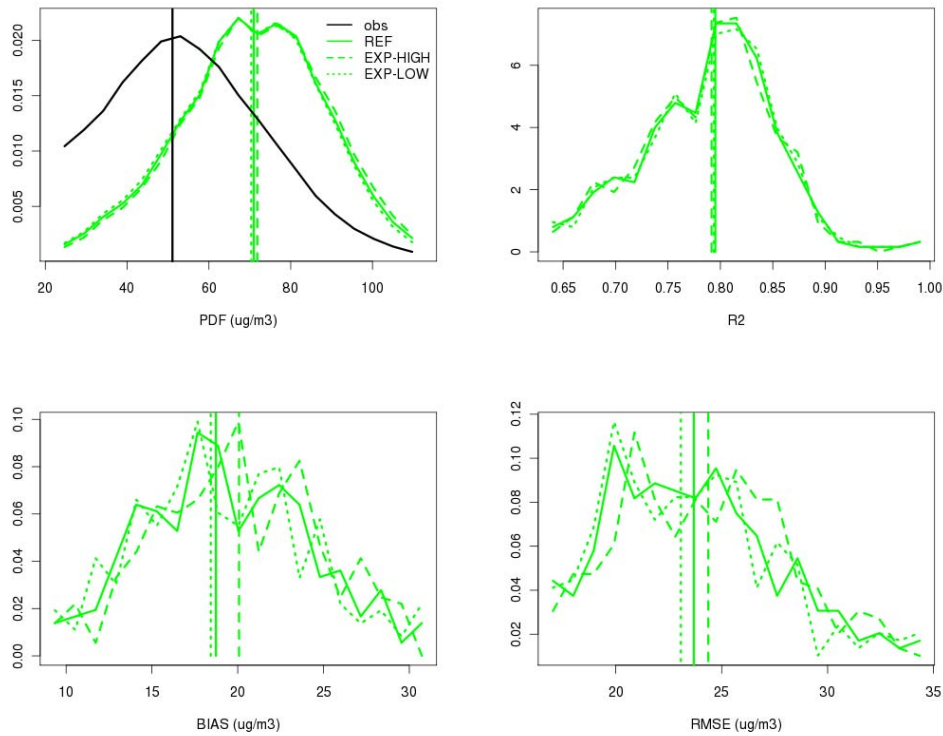 0.020
0.015
0.010
0.005
obs
REF
EXP-HIGH
EXP-LOW
20 40 60 80 100
PDF (ug/m3)
6
4
2
0
0.65 0.70 0.75 0.80 0.85 0.90 0.95 1.00
R2
0.10
0.08
0.06
0.04
0.02
0.00
10 15 20 25 30
BIAS (ug/m3)
0.12
0.10
0.08
0.06
0.04
0.02
20 25 30 35
RMSE (ug/m3)